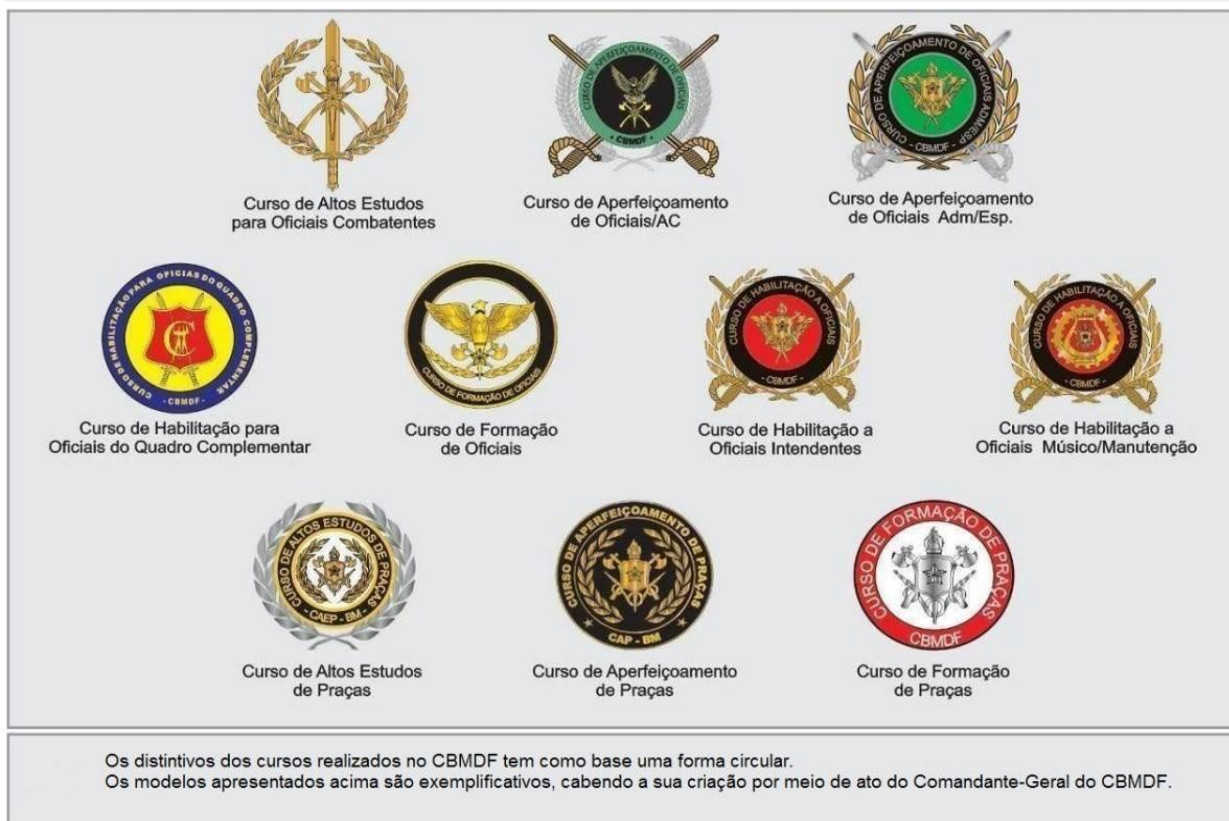 CURSO DE APERFEIÇOAMENTO DE OFICIAIS
- CBMDF -
CURSO DE APERFEIÇOAMENTO DE OFICIAIS ADM/ESP
- CBMDF -
Curso de Altos Estudos
para Oficiais Combatentes
Curso de Aperfeiçoamento
de Oficiais/AC
Curso de Aperfeiçoamento
de Oficiais Adm/Esp.
CURSO DE HABILITAÇÃO PARA OFICIAS DO QUADRO COMPLEMENTAR
C
- CBMDF -
CURSO DE FORMAÇÃO DE OFICIAIS
CURSO DE HABILITAÇÃO A OFICIAIS
- CBMDF -
CURSO DE HABILITAÇÃO A OFICIAIS
- CBMDF -
Curso de Habilitação para
Oficiais do Quadro Complementar
Curso de Formação
de Oficiais
Curso de Habilitação a
Oficiais Intendentes
Curso de Habilitação a
Oficiais Músico/Manutenção
CURSO DE ALTOS ESTUDOS DE PRAÇAS
- CAEP - BM -
CURSO DE APERFEIÇOAMENTO DE PRAÇAS
CAP - BM
CURSO DE FORMAÇÃO DE PRAÇAS
CBMDF
Curso de Altos Estudos
de Praças
Curso de Aperfeiçoamento
de Praças
Curso de Formação
de Praças
Os distintivos dos cursos realizados no CBMDF tem como base uma forma circular.
Os modelos apresentados acima são exemplificativos, cabendo a sua criação por meio de ato do Comandante-Geral do CBMDF.